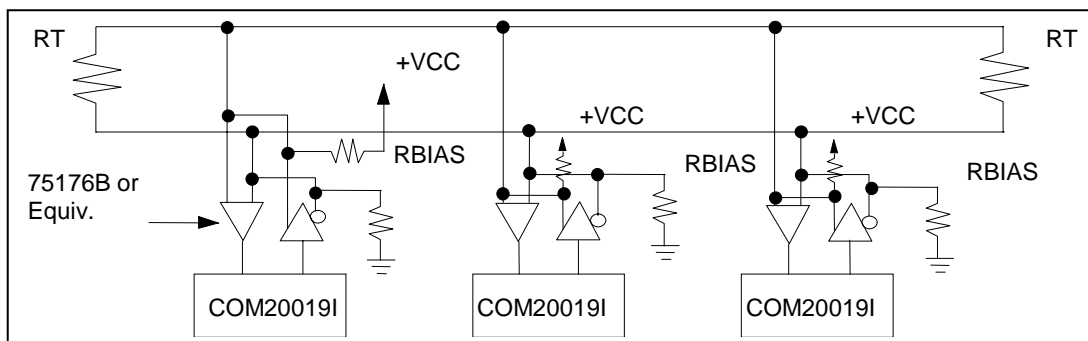 RT
RT
+VCC
+VCC
+VCC
RBIAS
RBIAS
RBIAS
75176B or
Equiv.
COM20019I
COM20019I
COM20019I